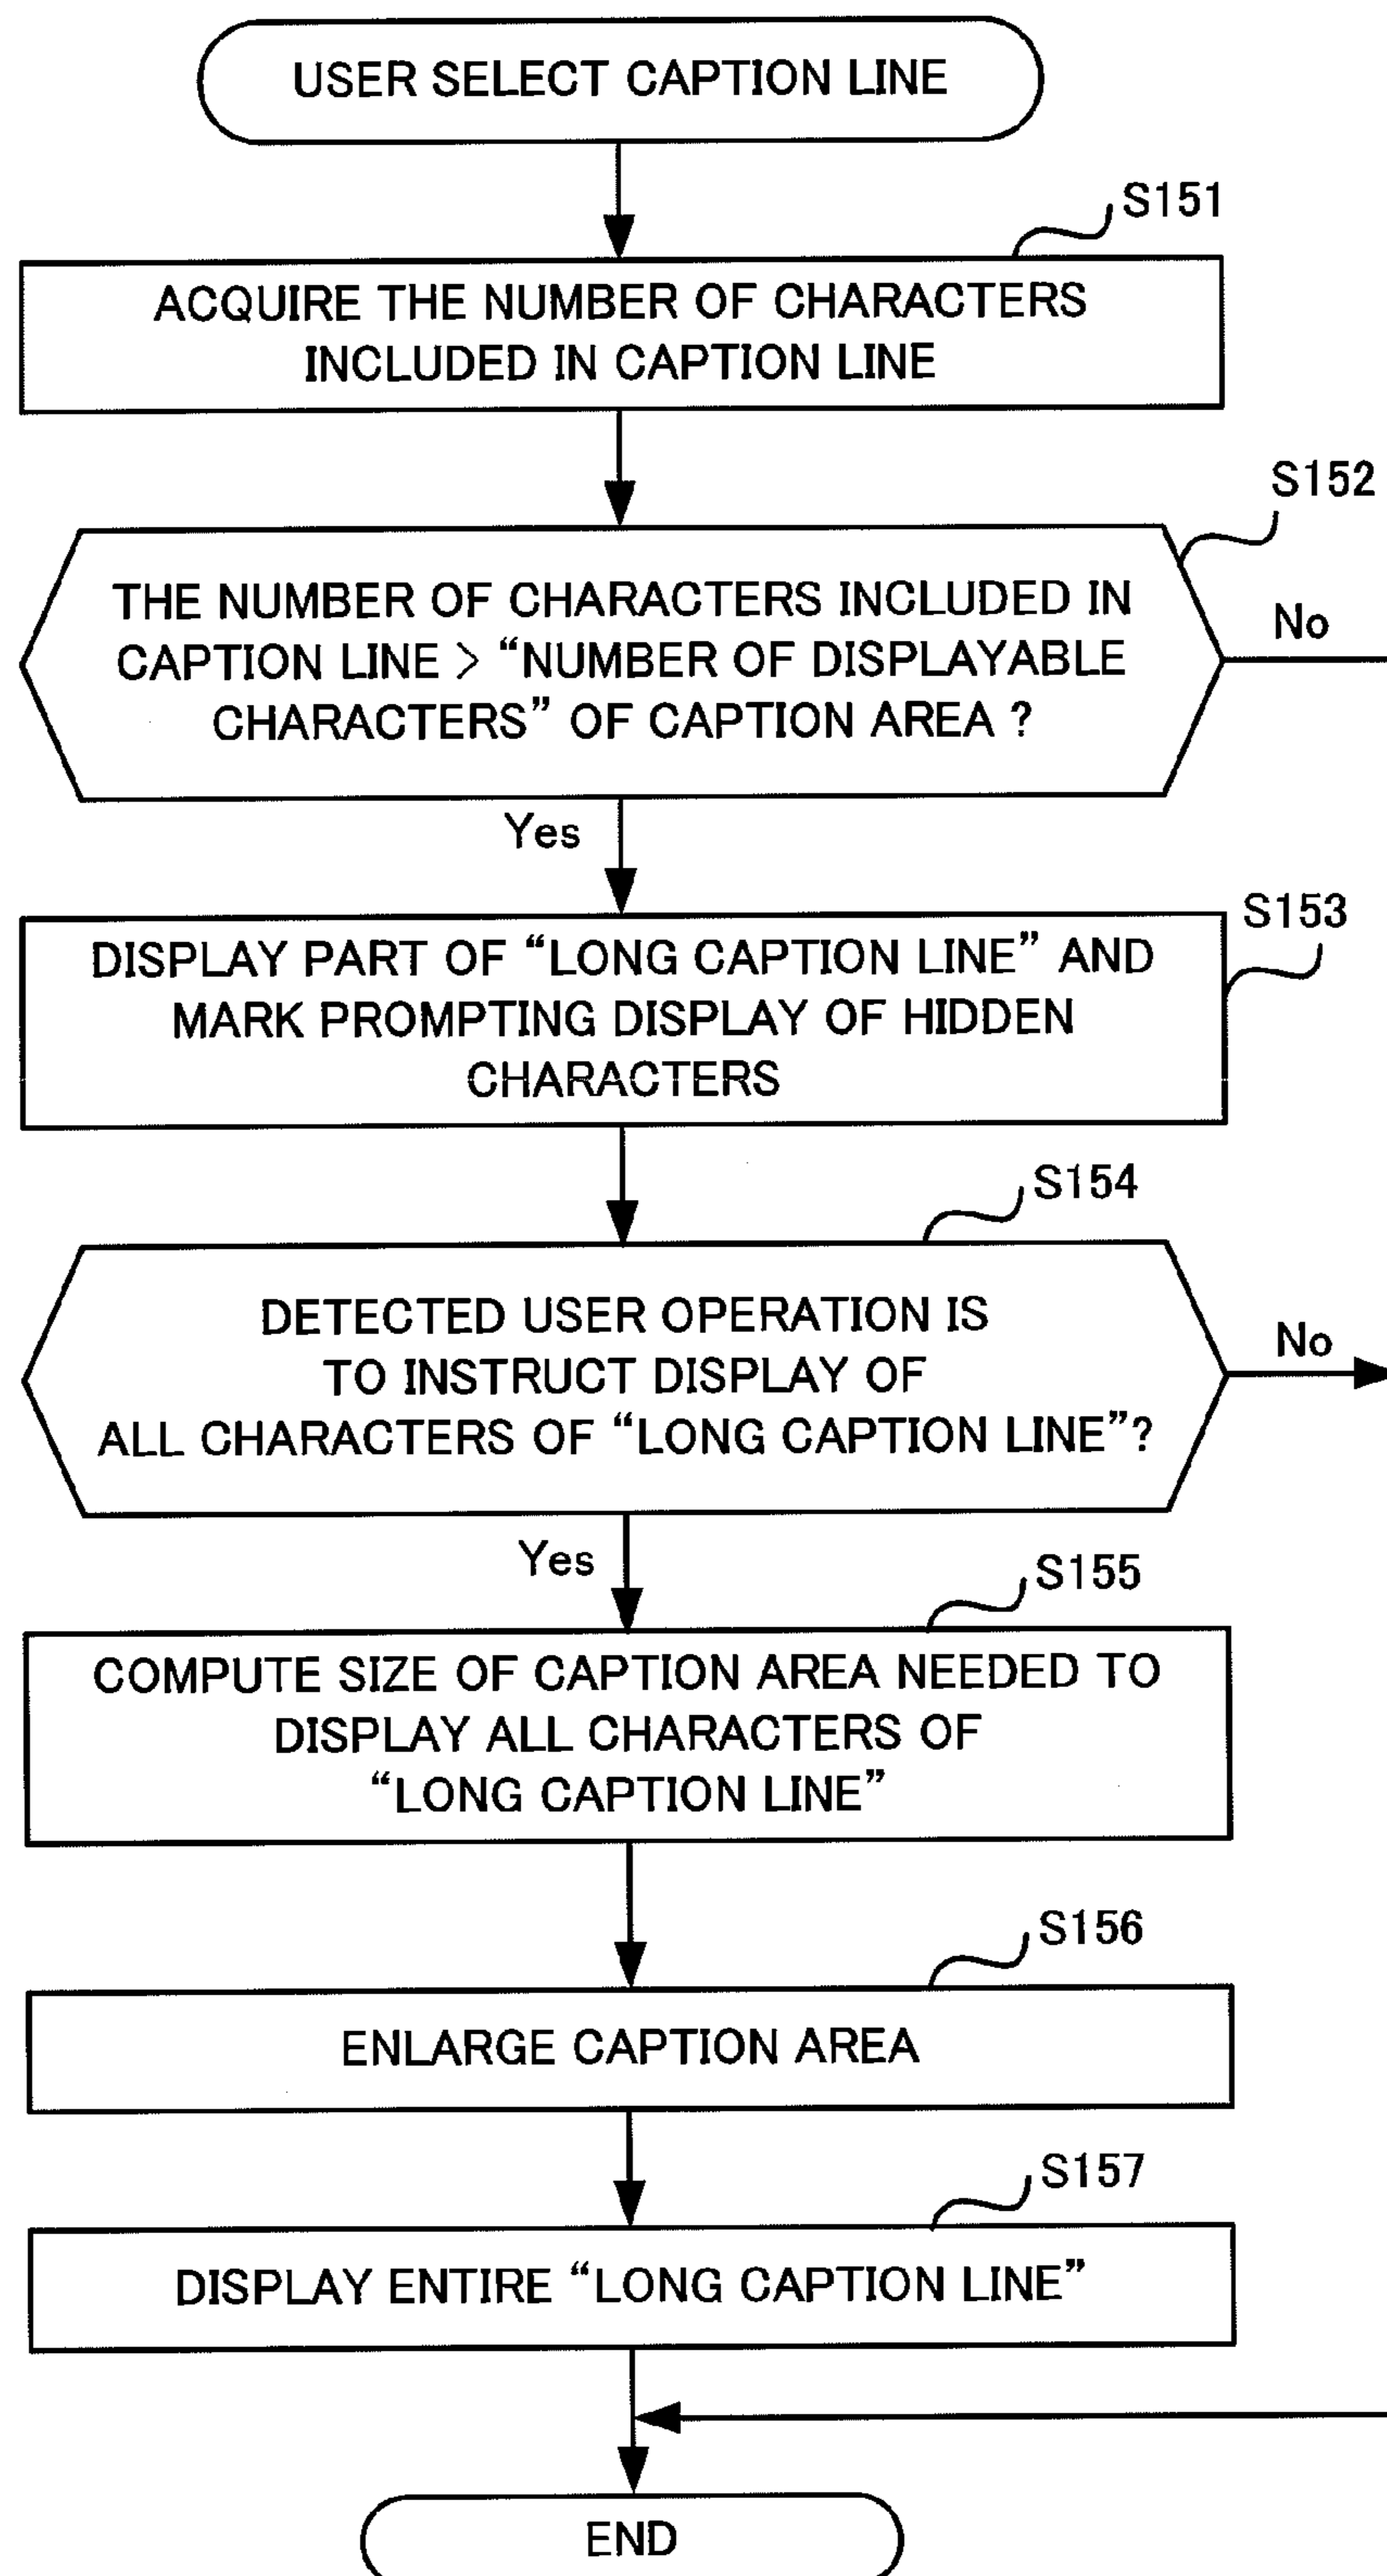 USER SELECT CAPTION LINE
S151
ACQUIRE THE NUMBER OF CHARACTERS
INCLUDED IN CAPTION LINE
S152
THE NUMBER OF CHARACTERS INCLUDED IN
CAPTION LINE > “NUMBER OF DISPLAYABLE
CHARACTERS” OF CAPTION AREA ?
No
Yes
S153
DISPLAY PART OF “LONG CAPTION LINE” AND
MARK PROMPTING DISPLAY OF HIDDEN
CHARACTERS
S154
DETECTED USER OPERATION IS
TO INSTRUCT DISPLAY OF
ALL CHARACTERS OF “LONG CAPTION LINE”?
No
Yes
S155
COMPUTE SIZE OF CAPTION AREA NEEDED TO
DISPLAY ALL CHARACTERS OF
“LONG CAPTION LINE”
S156
ENLARGE CAPTION AREA
S157
DISPLAY ENTIRE “LONG CAPTION LINE”
END